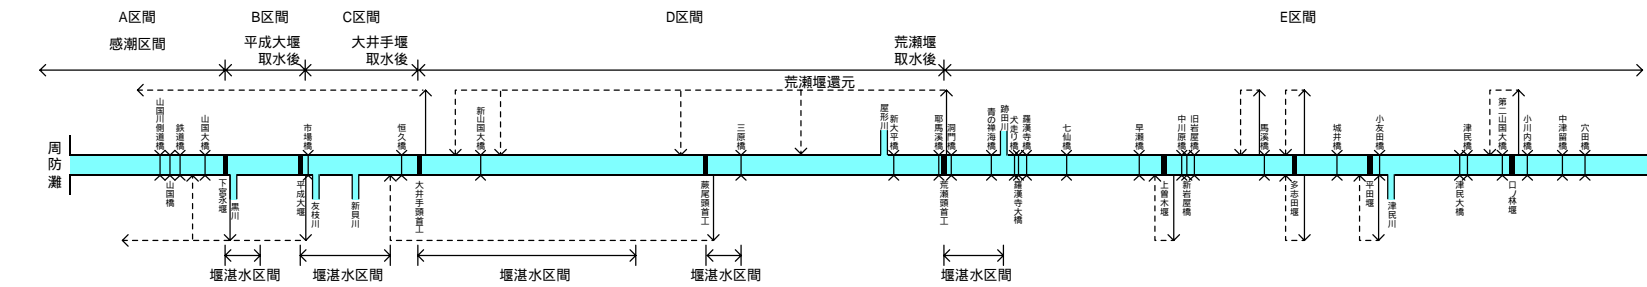 A区間
B区間
C区間
D区間
E区間
感潮区間
平成大堰
取水後
大井手堰
取水後
荒瀬堰
取水後
荒瀬堰還元
周防灘
山国川側道橋
鉄道橋
山国大橋
市場橋
恒久橋
新山国大橋
三原橋
屋形川
新大平橋
耶馬溪橋
洞門橋
青の禅海橋
跡田川
犬走り橋
羅漢寺橋
七仙橋
早瀬橋
中川原橋
旧岩屋橋
馬溪橋
城井橋
小友田橋
津民橋
第二山国大橋
小川内橋
中津留橋
穴田橋
山国橋
下宮永堰
黒川
平成大堰
友枝川
新貝川
大井手頭首工
蕨尾頭首工
荒瀬頭首工
羅漢寺大橋
上曽木堰
新岩屋橋
多志田堰
平田堰
津民川
津民大橋
口ノ林堰
堰湛水区間
堰湛水区間
堰湛水区間
堰湛水区間
堰湛水区間